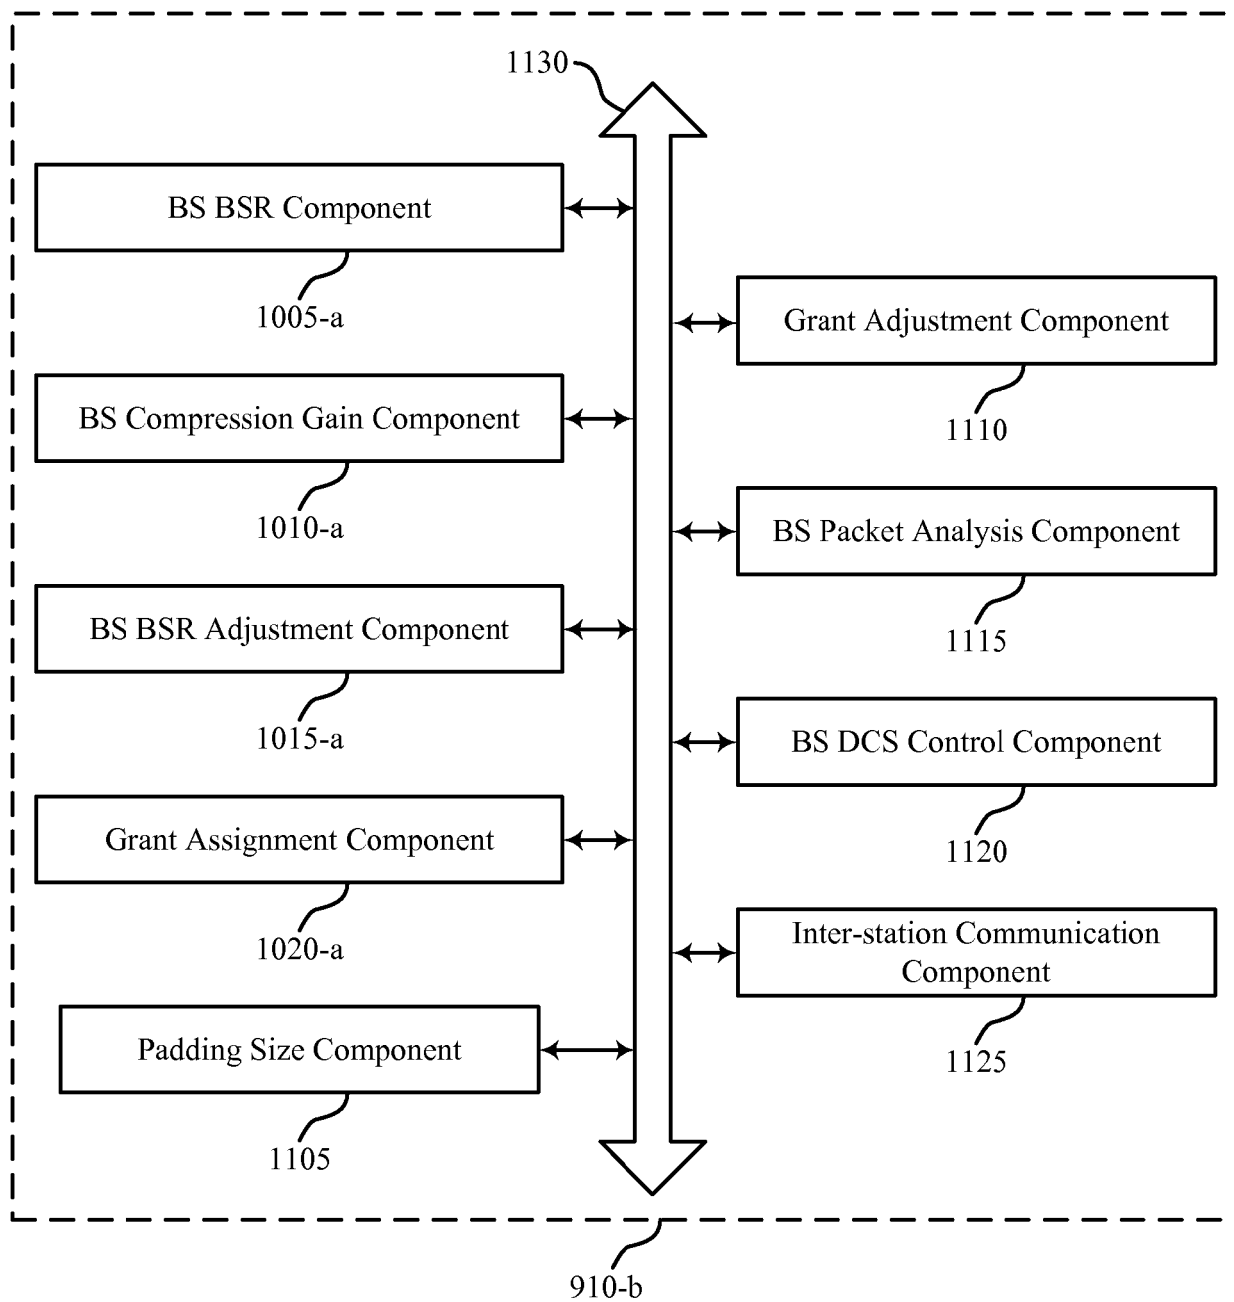 1130
BS BSR Component
1005-a
Grant Adjustment Component
1110
BS Compression Gain Component
1010-a
BS Packet Analysis Component
1115
BS BSR Adjustment Component
1015-a
BS DCS Control Component
1120
Grant Assignment Component
1020-a
Inter-station Communication
Component
1125
Padding Size Component
1105
910-b